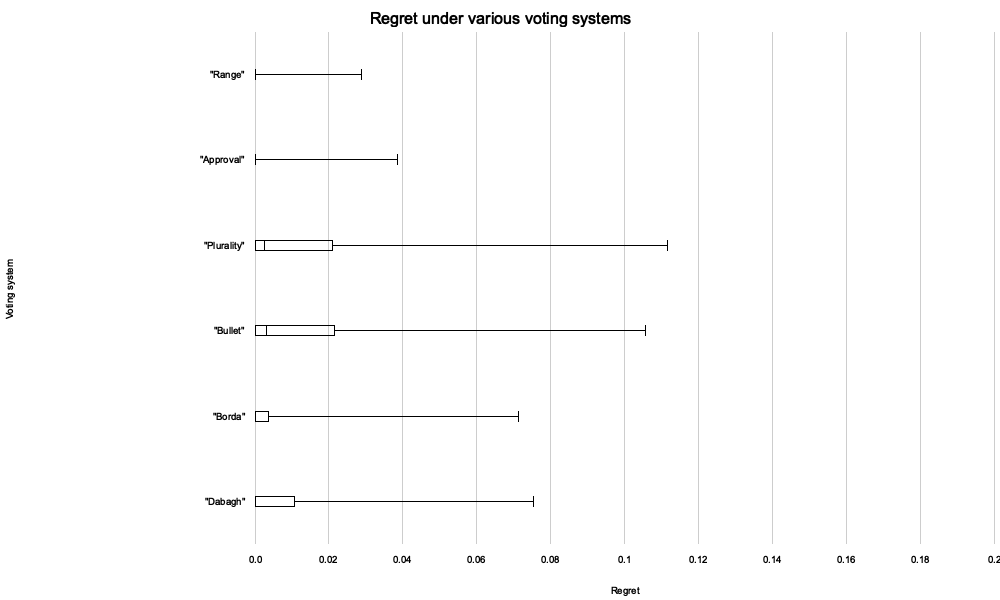 Regret under various voting systems
"Range"
"Approval"
"Plurality"
Voting system
"Bullet"
"Borda"
"Dabagh"
0.0 0.02 0.04 0.06 0.08 0.1 0.12 0.14 0.16 0.18 0.2
Regret